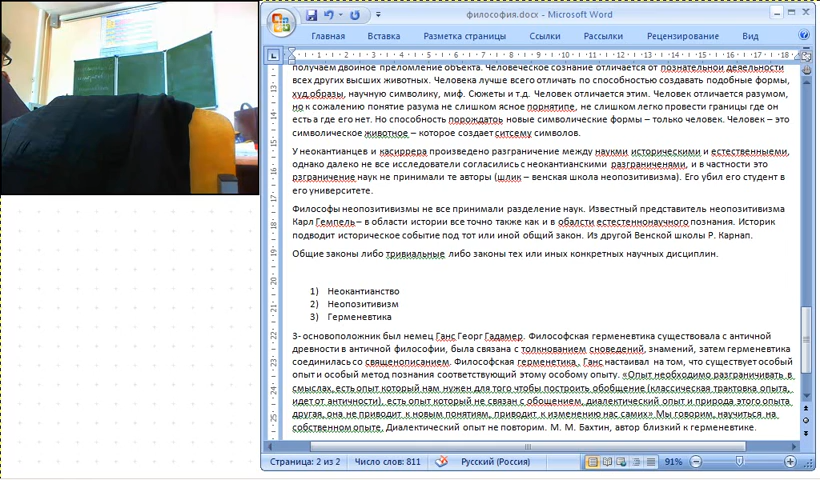 философия.docx - Microsoft Word
Главная Вставка Разметка страницы Ссылки Рассылки Рецензирование Вид
получаем двойное преломление объекта. Человеческое сознание отличается от познательной деяельности
всех других высших животных. Человека лучше всего отличать по способностью создавать подобные формы,
худ,образы, научную символику, миф. Сюжеты и т.д. Человек отличается этим. Человек отличается разумом,
но к сожалению понятие разума не слишком ясное порнятипе, не слишком легко провести границы где он
есть а где его нет. Но способность порождатоь новые символические формы – только человек. Человек – это
символическое животное – которое создает ситсему символов.
У неокантианцев и касиррера произведено разграничение между наукми историческими и естественныеми,
однако далеко не все исследователи согласились с неокантианскими разграниченями, и в частности это
рзграничение наук не принимали те авторы (шлик – венская школа неопозитивизма). Его убил его студент в
его университете.
Философы неопозитивизмы не все принимали разделение наук. Известный представитель неопозитивизма
Карл Гемпель – в области истории все точно также как и в обалсти естестеннонаучного познания. Историк
подводит историческое событие под тот или иной общий закон. Из другой Венской школы Р. Карнап.
Общие законы либо тривиальные либо законы тех или иных конкретных научных дисциплин.
1) Неокантианство
2) Неопозитивизм
3) Герменевтика
3- основоположник был немец Ганс Георг Гадамер. Философская герменевтика существовала с античной
древности в античной философии, была связана с толкнованием сноведений, знамений, затем герменевтика
соединилась со священописанием. Философская герменетика , Ганс настаивал на том, что существует особый
опыт и особый метод познания соответствующий этому особому опыту. «Опыт необходимо разграничивать в
смыслах, есть опыт который нам нужен для того чтобы построить обобщение (классическая трактовка опыта,
идет от античности), есть опыт который не связан с обощением, диалектический опыт и природа этого опыта
другая, она не приводит к новым понятиям, приводит к изменению нас самих» Мы говорим, научиться на
собственном опыте. Диалектический опыт не повторим. М. М. Бахтин, автор близкий к герменевтике.
Страница: 2 из 2 Число слов: 811 Русский (Россия) 91%